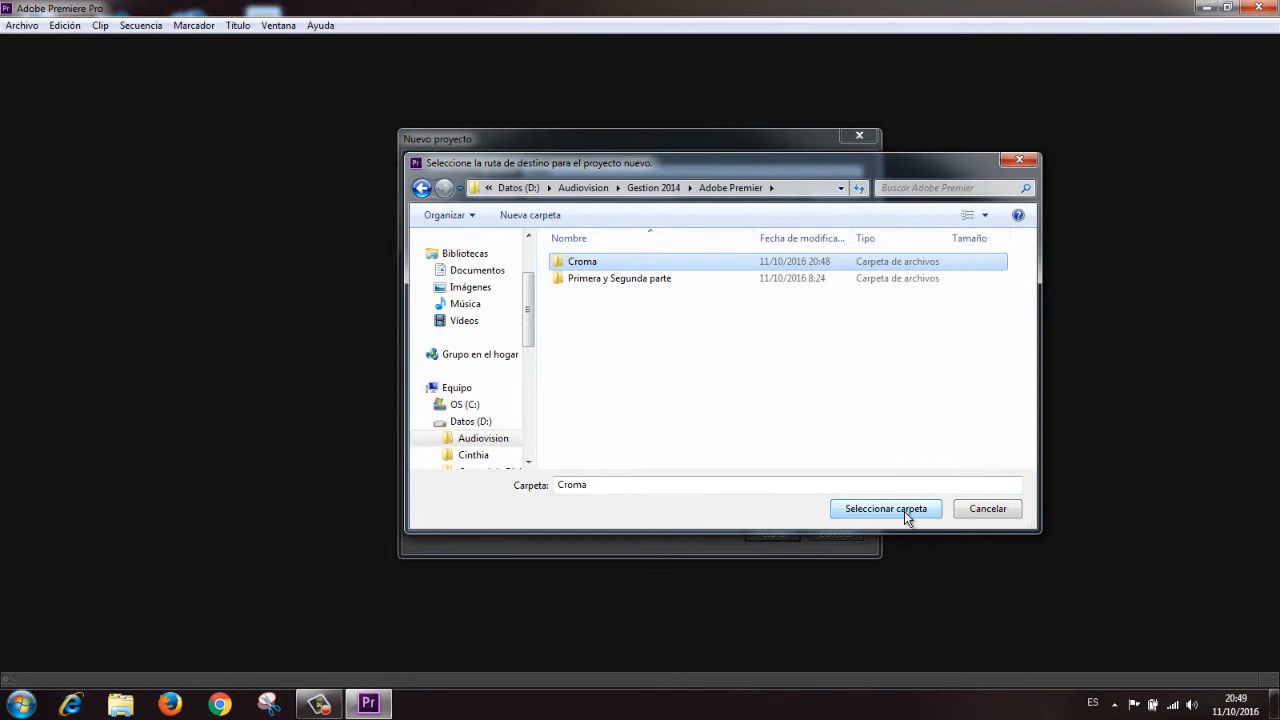 Adobe Premiere Pro
Archivo Edición Clip Secuencia Marcador Título Ventana Ayuda
Nuevo proyecto
Seleccione la ruta de destino para el proyecto nuevo.
« Datos (D:) Audiovision Gestion 2014 Adobe Premier
Buscar Adobe Premier
Organizar Nueva carpeta
Nombre Fecha de modifica... Tipo Tamaño
Bibliotecas
Documentos
Imágenes
Música
Vídeos
Grupo en el hogar
Equipo
OS (C:)
Datos (D:)
Audiovision
Cinthia
Croma 11/10/2016 20:48 Carpeta de archivos
Primera y Segunda parte 11/10/2016 8:24 Carpeta de archivos
Carpeta: Croma
Seleccionar carpeta Cancelar
Pr
ES
20:49
11/10/2016